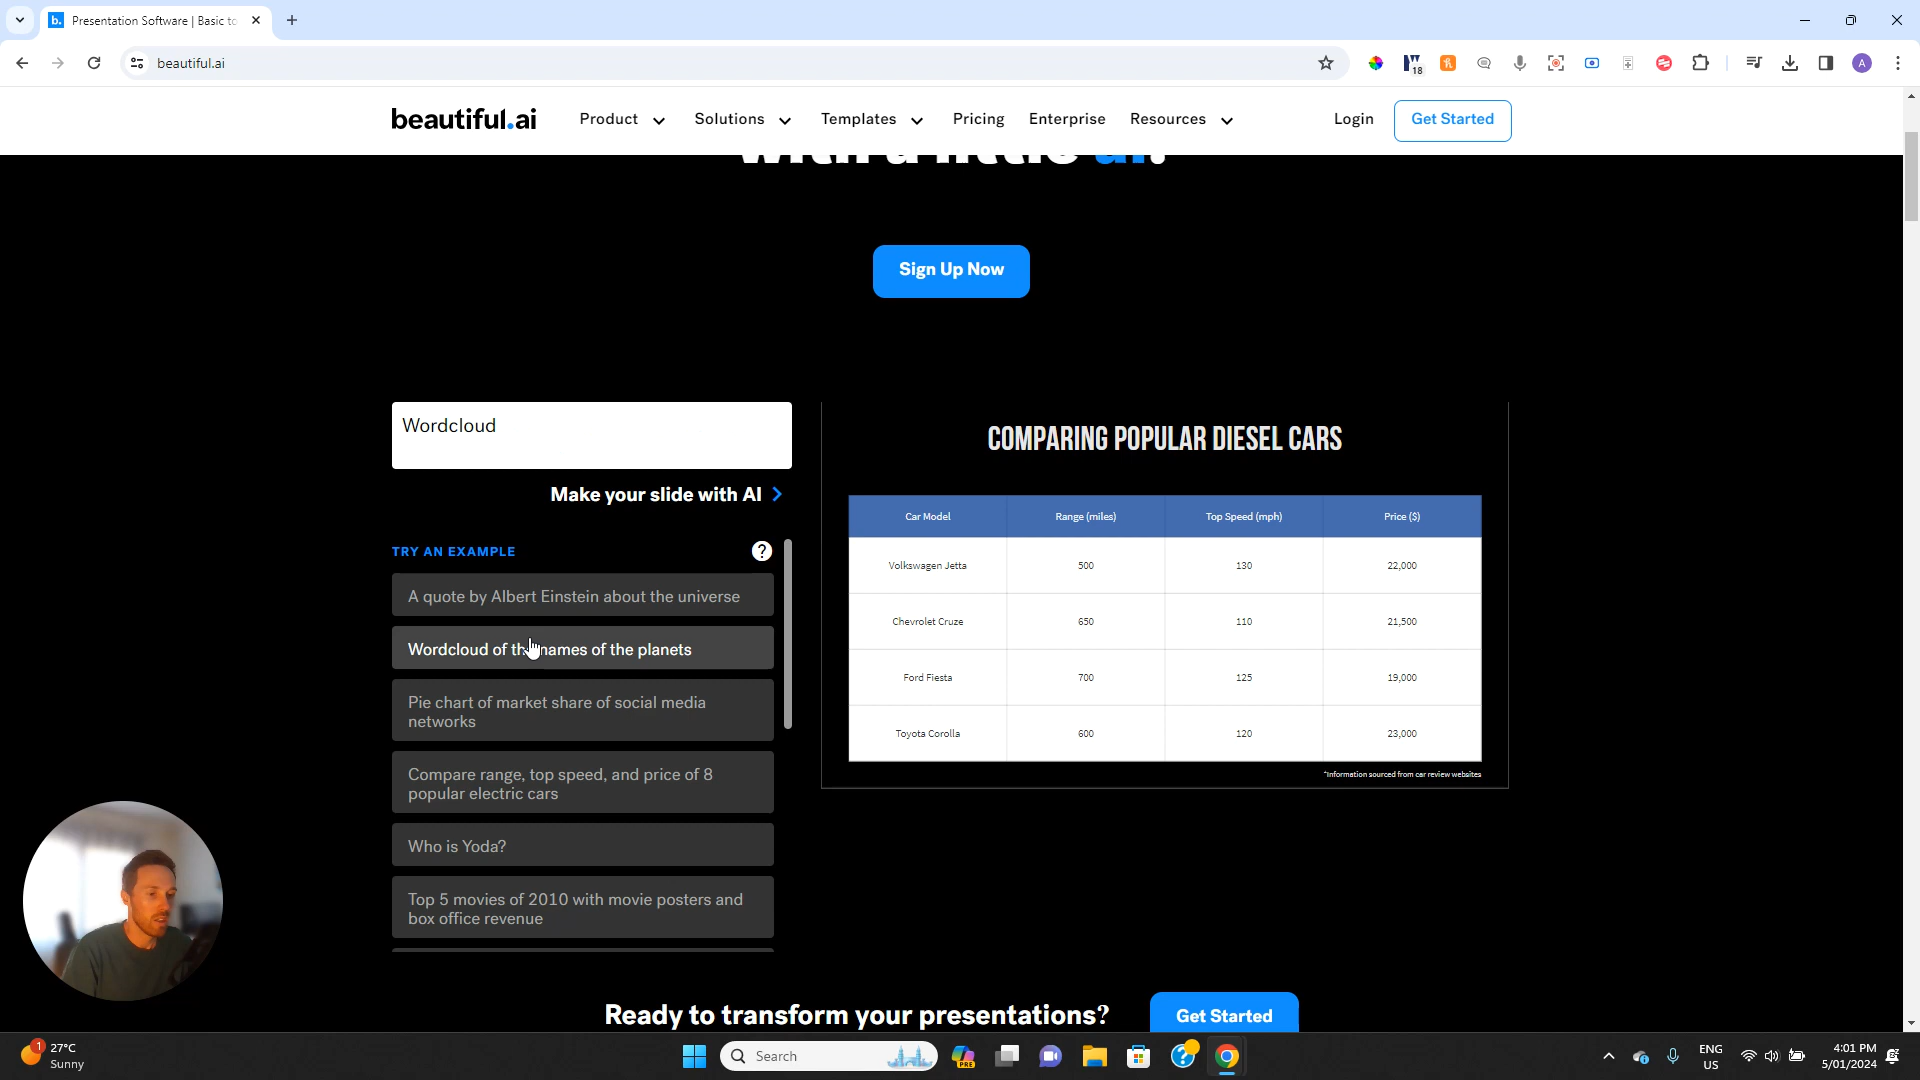 Presentation Software | Basic to
beautiful.ai
18
A
beautiful.ai
Product
Solutions
Templates
Pricing
Enterprise
Resources
Login
Get Started
with a little ai.
Sign Up Now
Wordcloud
Make your slide with AI
TRY AN EXAMPLE
?
A quote by Albert Einstein about the universe
Wordcloud of the names of the planets
Pie chart of market share of social media
networks
Compare range, top speed, and price of 8
popular electric cars
Who is Yoda?
Top 5 movies of 2010 with movie posters and
box office revenue
COMPARING POPULAR DIESEL CARS
Car Model Range (miles) Top Speed (mph) Price ($)
Volkswagen Jetta 500 130 22,000
Chevrolet Cruze 650 110 21,500
Ford Fiesta 700 125 19,000
Toyota Corolla 600 120 23,000
*Information sourced from car review websites
Ready to transform your presentations?
Get Started
1
27°C
Sunny
Search
PRE
ENG
US
4:01 PM
5/01/2024